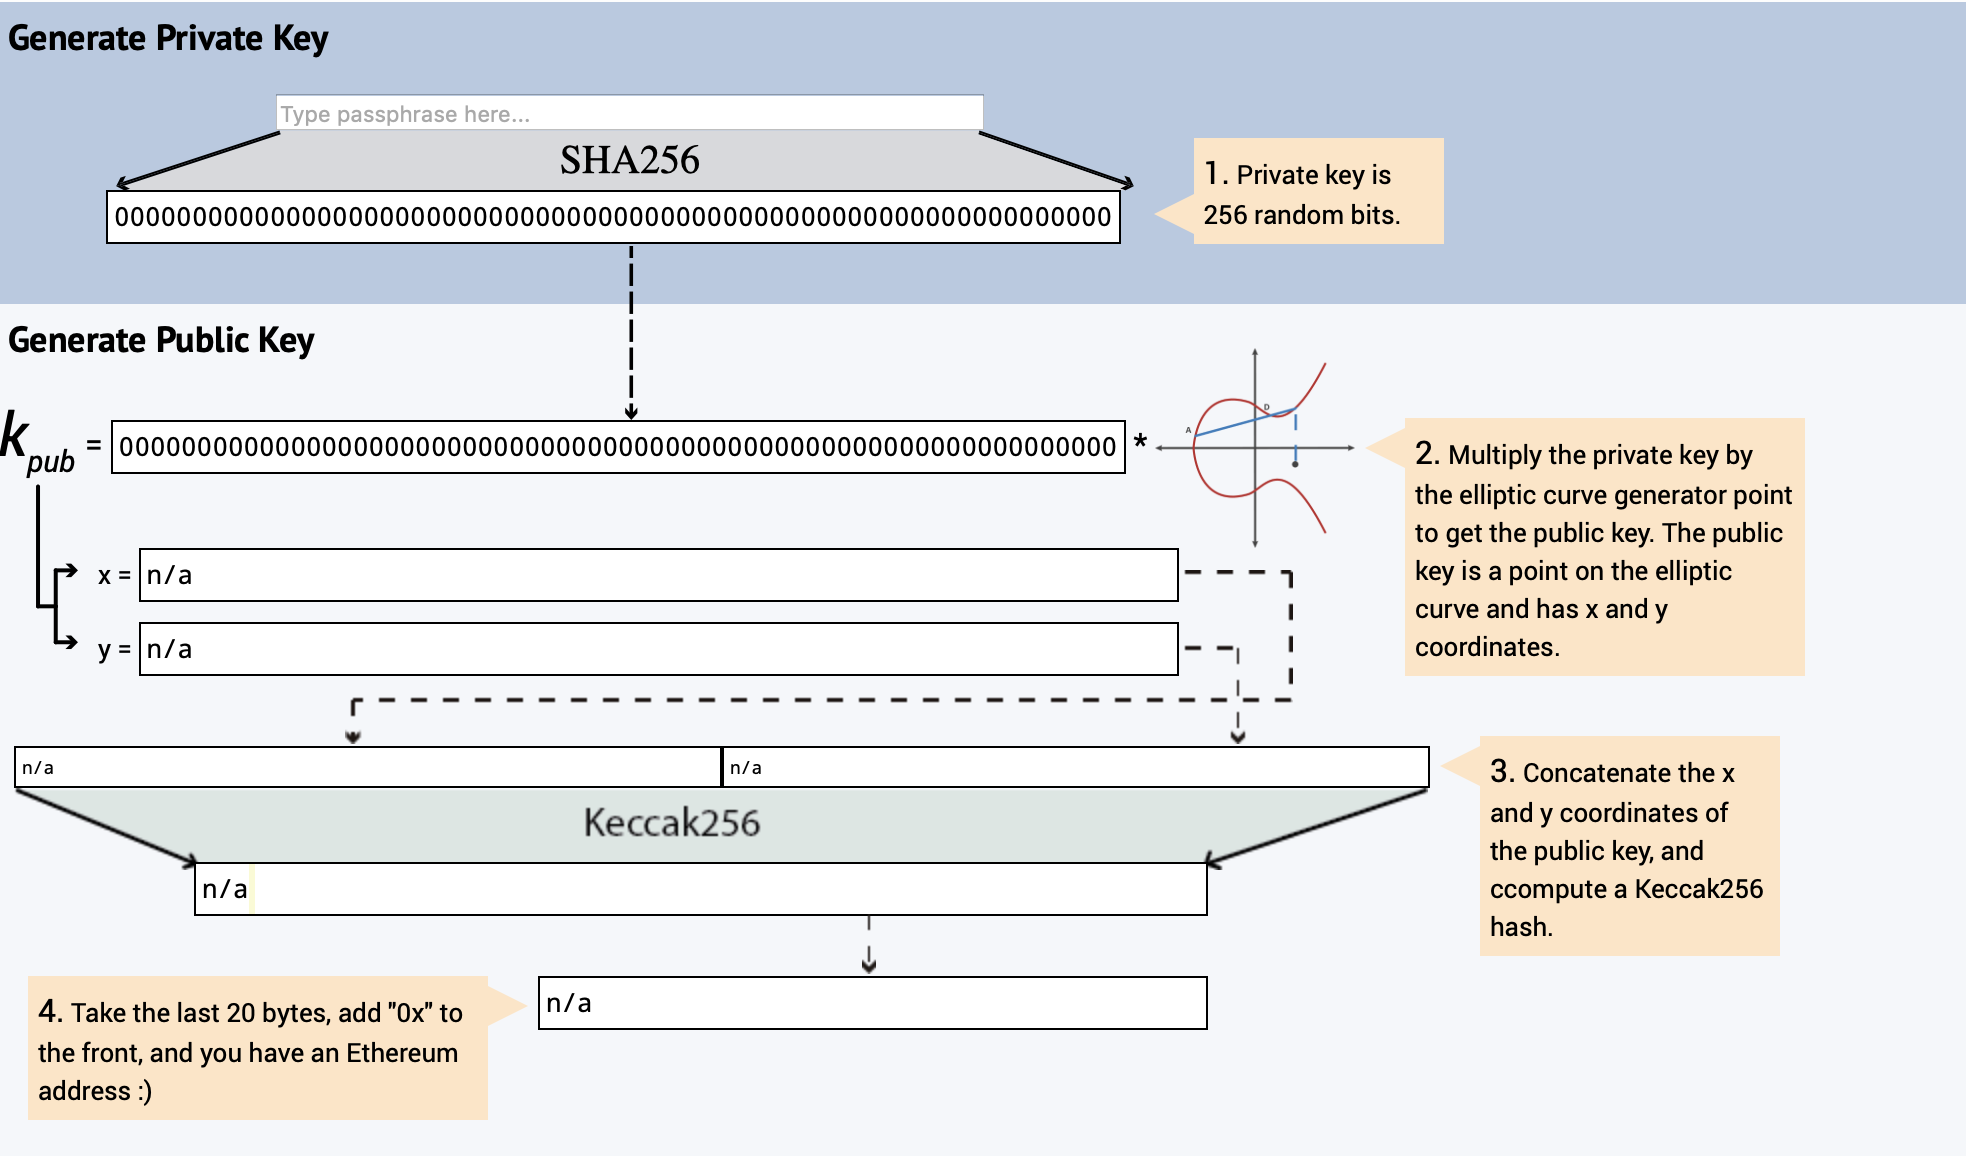 Generate Private Key
Type passphrase here...
SHA256
0000000000000000000000000000000000000000000000000000000000000000
1. Private key is
256 random bits.
Generate Public Key
kpub = 0000000000000000000000000000000000000000000000000000000000000000 *
A
D
2. Multiply the private key by
the elliptic curve generator point
to get the public key. The public
key is a point on the elliptic
curve and has x and y
coordinates.
x = n/a
y = n/a
n/a
n/a
Keccak256
3. Concatenate the x
and y coordinates of
the public key, and
ccompute a Keccak256
hash.
n/a
n/a
4. Take the last 20 bytes, add "0x" to
the front, and you have an Ethereum
address :)